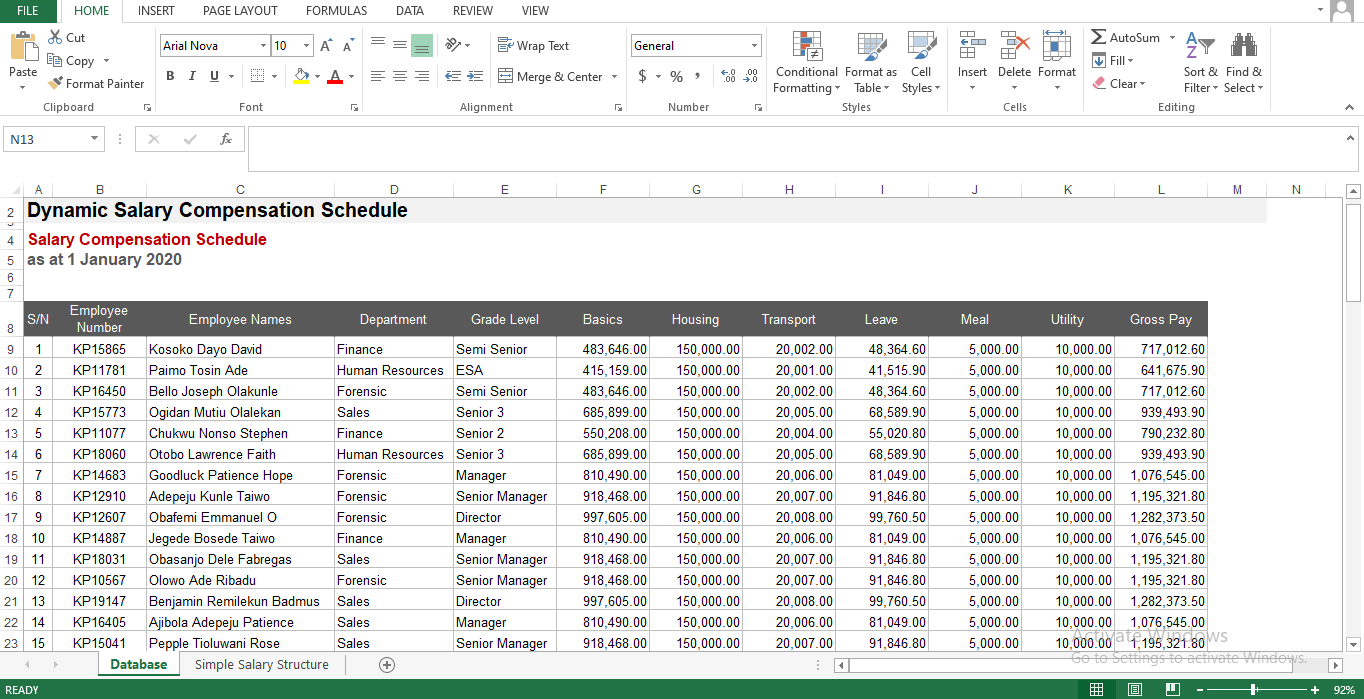 FILE HOME INSERT PAGE LAYOUT FORMULAS DATA REVIEW VIEW
Paste Cut Copy Format Painter
Clipboard
Arial Nova 10 A A
B I U A
Font
Wrap Text
Merge & Center
Alignment
General
$ % ,
Number
Conditional Formatting Format as Table Cell Styles
Styles
Insert Delete Format
Cells
AutoSum
Fill
Clear
Sort & Filter Find & Select
Editing
N13 fx
A B C D E F G H I J K L M N
2 Dynamic Salary Compensation Schedule
4 Salary Compensation Schedule
5 as at 1 January 2020
6
7
8 S/N Employee Number Employee Names Department Grade Level Basics Housing Transport Leave Meal Utility Gross Pay
9 1 KP15865 Kosoko Dayo David Finance Semi Senior 483,646.00 150,000.00 20,002.00 48,364.60 5,000.00 10,000.00 717,012.60
10 2 KP11781 Paimo Tosin Ade Human Resources ESA 415,159.00 150,000.00 20,001.00 41,515.90 5,000.00 10,000.00 641,675.90
11 3 KP16450 Bello Joseph Olakunle Forensic Semi Senior 483,646.00 150,000.00 20,002.00 48,364.60 5,000.00 10,000.00 717,012.60
12 4 KP15773 Ogidan Mutiu Olalekan Sales Senior 3 685,899.00 150,000.00 20,005.00 68,589.90 5,000.00 10,000.00 939,493.90
13 5 KP11077 Chukwu Nonso Stephen Finance Senior 2 550,208.00 150,000.00 20,004.00 55,020.80 5,000.00 10,000.00 790,232.80
14 6 KP18060 Otobo Lawrence Faith Human Resources Senior 3 685,899.00 150,000.00 20,005.00 68,589.90 5,000.00 10,000.00 939,493.90
15 7 KP14683 Goodluck Patience Hope Forensic Manager 810,490.00 150,000.00 20,006.00 81,049.00 5,000.00 10,000.00 1,076,545.00
16 8 KP12910 Adepeju Kunle Taiwo Forensic Senior Manager 918,468.00 150,000.00 20,007.00 91,846.80 5,000.00 10,000.00 1,195,321.80
17 9 KP12607 Obafemi Emmanuel O Forensic Director 997,605.00 150,000.00 20,008.00 99,760.50 5,000.00 10,000.00 1,282,373.50
18 10 KP14887 Jegede Bosede Taiwo Finance Manager 810,490.00 150,000.00 20,006.00 81,049.00 5,000.00 10,000.00 1,076,545.00
19 11 KP18031 Obasanjo Dele Fabregas Sales Senior Manager 918,468.00 150,000.00 20,007.00 91,846.80 5,000.00 10,000.00 1,195,321.80
20 12 KP10567 Olowo Ade Ribadu Forensic Senior Manager 918,468.00 150,000.00 20,007.00 91,846.80 5,000.00 10,000.00 1,195,321.80
21 13 KP19147 Benjamin Remilekun Badmus Sales Director 997,605.00 150,000.00 20,008.00 99,760.50 5,000.00 10,000.00 1,282,373.50
22 14 KP16405 Ajibola Adepeju Patience Sales Manager 810,490.00 150,000.00 20,006.00 81,049.00 5,000.00 10,000.00 1,076,545.00
23 15 KP15041 Pepple Tioluwani Rose Sales Senior Manager 918,468.00 150,000.00 20,007.00 91,846.80 5,000.00 10,000.00 1,195,321.80
Activate Windows
Go to Settings to activate Windows.
Database Simple Salary Structure
READY 92%